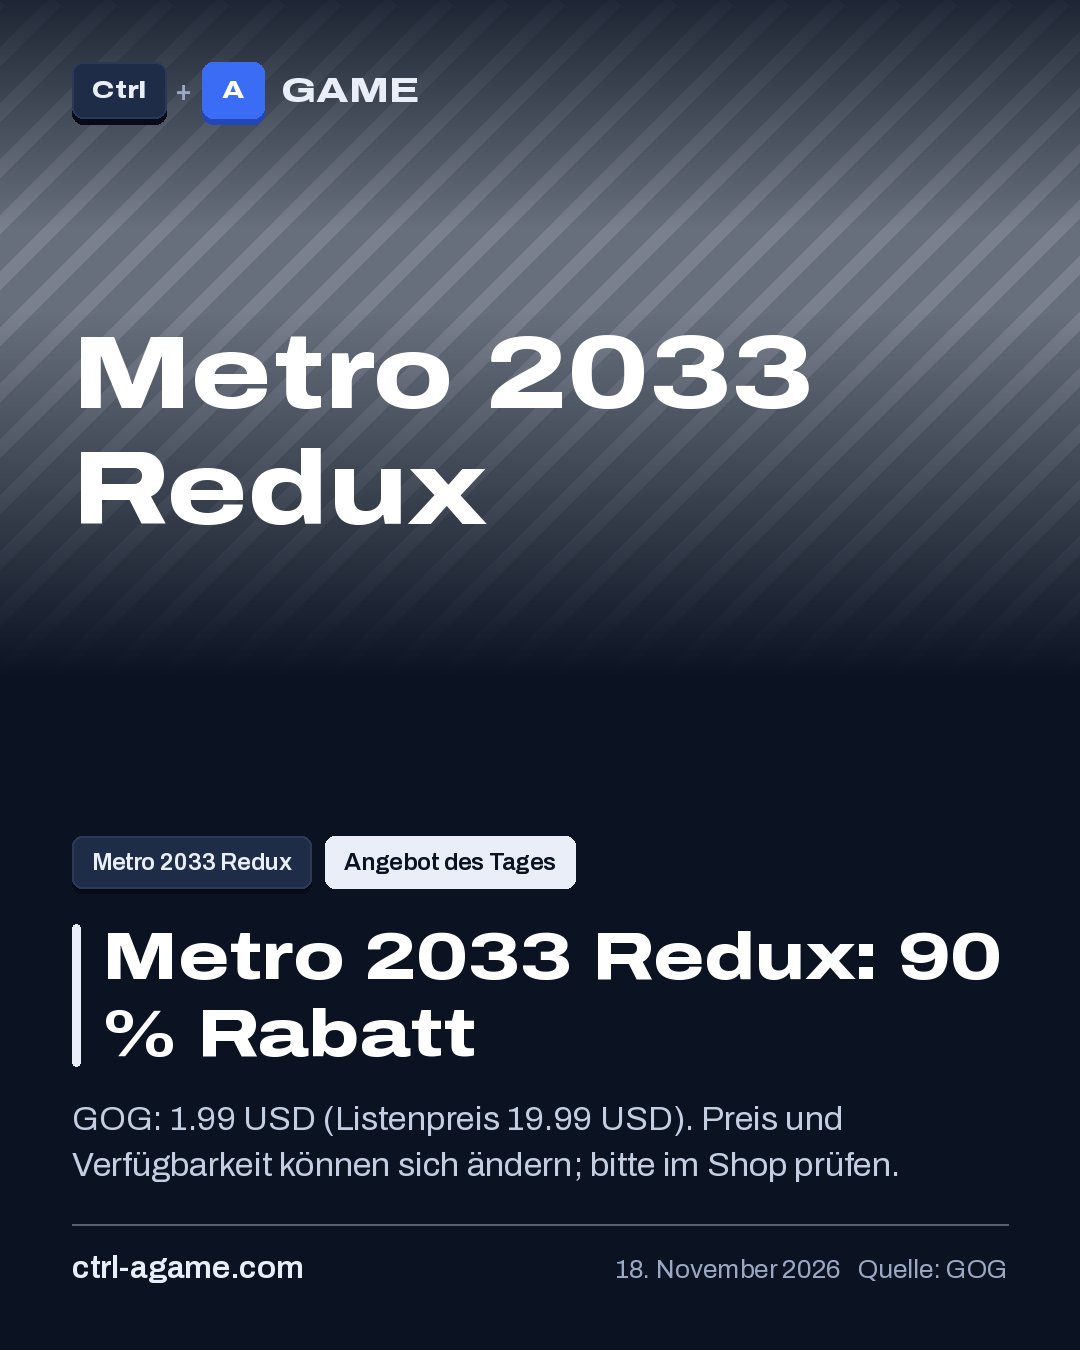 Ctrl + A GAME
Metro 2033
Redux
Metro 2033 Redux Angebot des Tages
Metro 2033 Redux: 90
% Rabatt
GOG: 1.99 USD (Listenpreis 19.99 USD). Preis und
Verfügbarkeit können sich ändern; bitte im Shop prüfen.
ctrl-agame.com 18. November 2026 Quelle: GOG